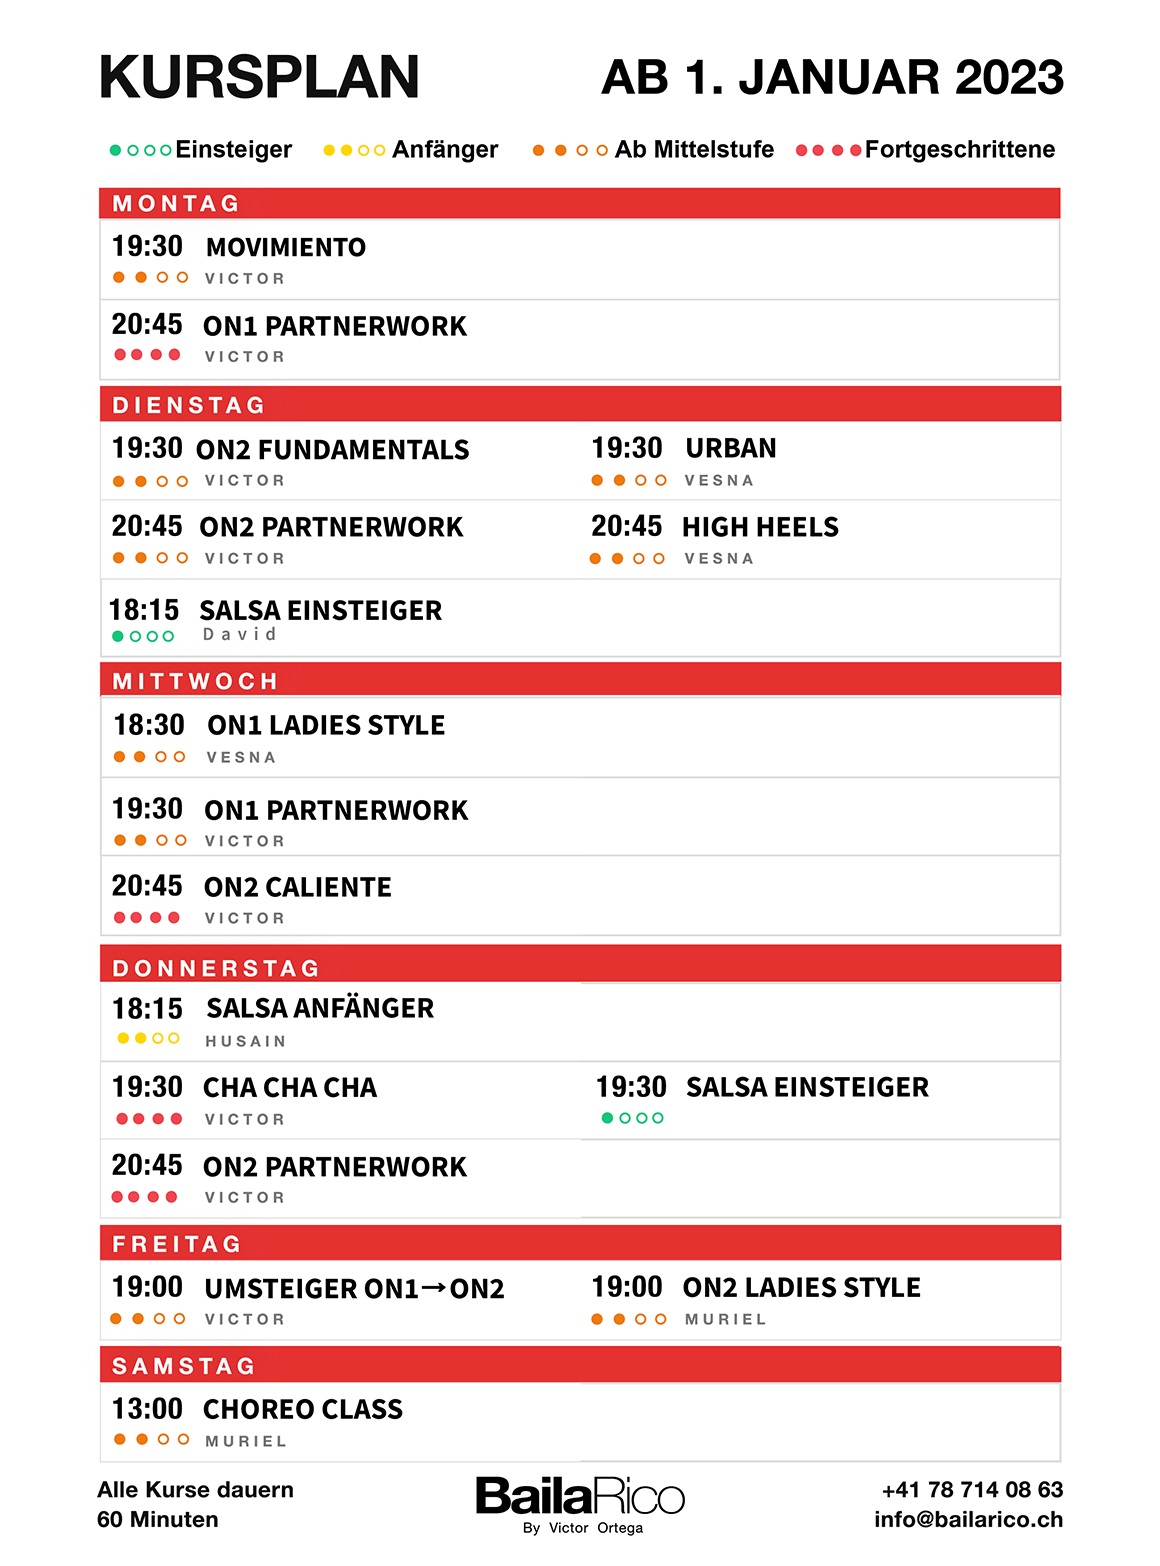 KURSPLAN AB 1. JANUAR 2023
Einsteiger Anfänger Ab Mittelstufe Fortgeschrittene
MONTAG
19:30 MOVIMIENTO
VICTOR
20:45 ON1 PARTNERWORK
VICTOR
DIENSTAG
19:30 ON2 FUNDAMENTALS 19:30 URBAN
VICTOR VESNA
20:45 ON2 PARTNERWORK 20:45 HIGH HEELS
VICTOR VESNA
18:15 SALSA EINSTEIGER
David
MITTWOCH
18:30 ON1 LADIES STYLE
VESNA
19:30 ON1 PARTNERWORK
VICTOR
20:45 ON2 CALIENTE
VICTOR
DONNERSTAG
18:15 SALSA ANFÄNGER
HUSAIN
19:30 CHA CHA CHA 19:30 SALSA EINSTEIGER
VICTOR
20:45 ON2 PARTNERWORK
VICTOR
FREITAG
19:00 UMSTEIGER ON1→ON2 19:00 ON2 LADIES STYLE
VICTOR MURIEL
SAMSTAG
13:00 CHOREO CLASS
MURIEL
Alle Kurse dauern
60 Minuten
BailaRico
By Victor Ortega
+41 78 714 08 63
info@bailarico.ch